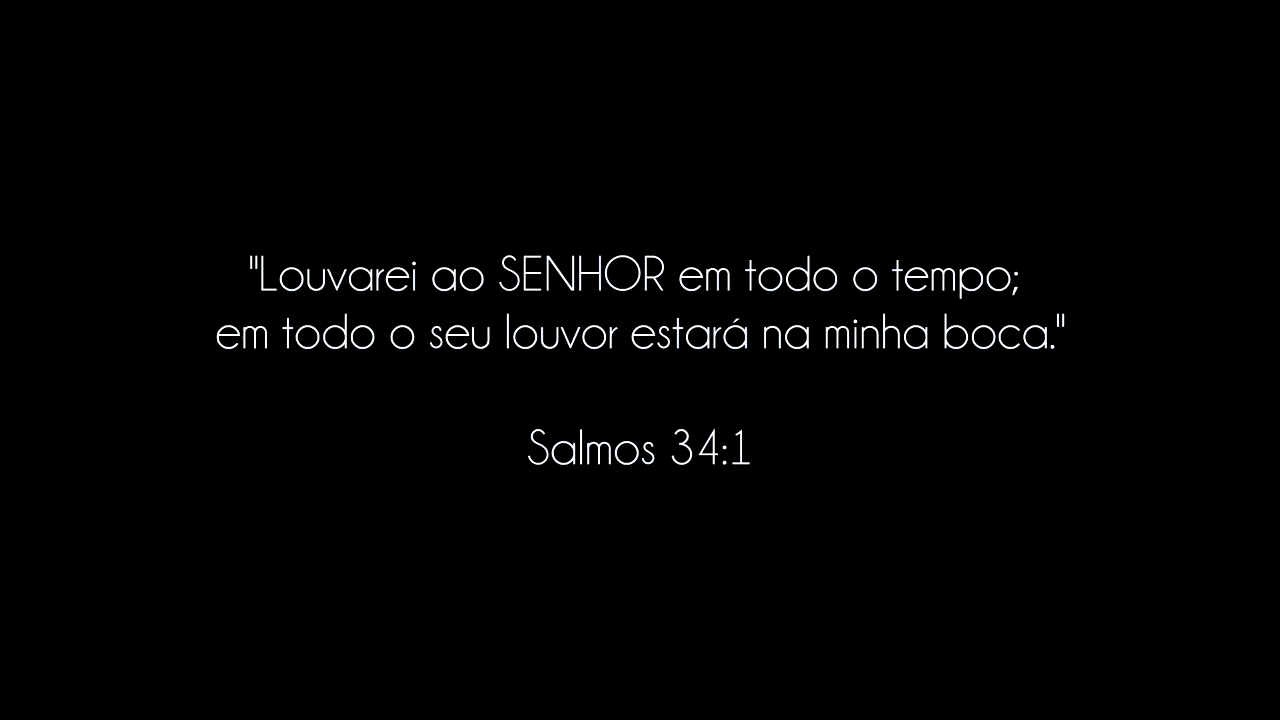 "Louvarei ao SENHOR em todo o tempo;
em todo o seu louvor estará na minha boca."
Salmos 34:1